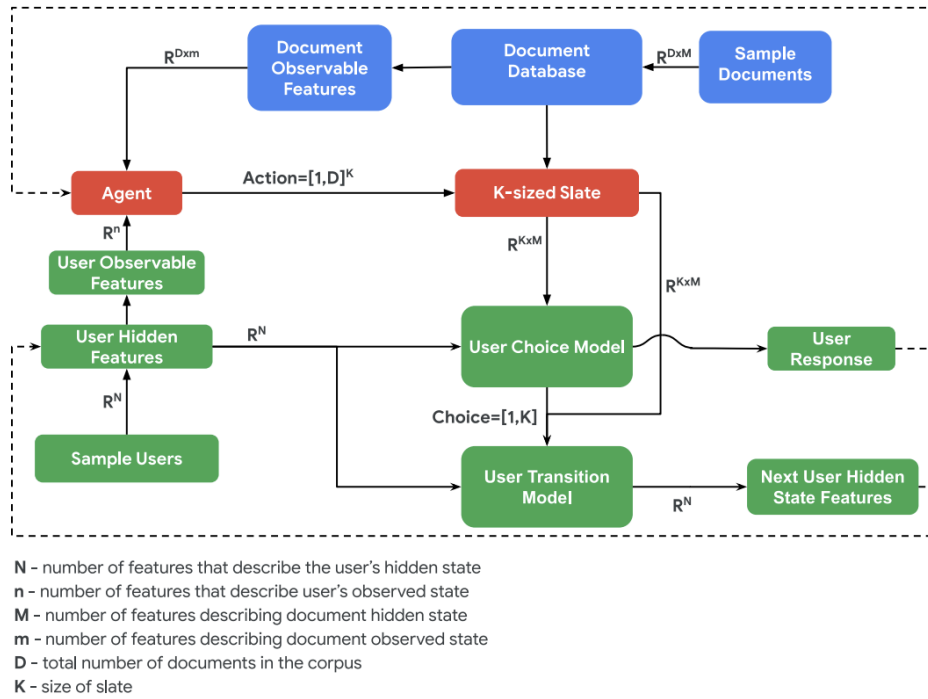 Document
Observable
Features
Document
Database
Sample
Documents
R^Dxm
R^DxM
Agent
Action=[1,D]^K
K-sized Slate
R^n
R^KxM
R^KxM
User Observable
Features
User Hidden
Features
R^N
User Choice Model
User
Response
R^N
Choice=[1,K]
Sample Users
User Transition
Model
R^N
Next User Hidden
State Features
N - number of features that describe the user's hidden state
n - number of features that describe user's observed state
M - number of features describing document hidden state
m - number of features describing document observed state
D - total number of documents in the corpus
K - size of slate